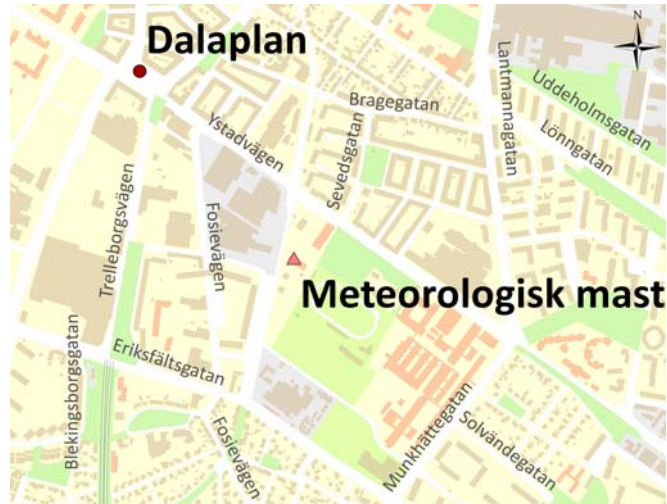 N
Dalaplan
Uddeholmsgatan
Lantmannagatan
Bragegatan
Lönngatan
Ystadvägen
Sevedsgatan
Trelleborgsvägen
Fosievägen
Meteorologisk mast
Eriksfältsgatan
Blekingsborgsgatan
Fosievägen
Munkhättegatan
Solvändegatan